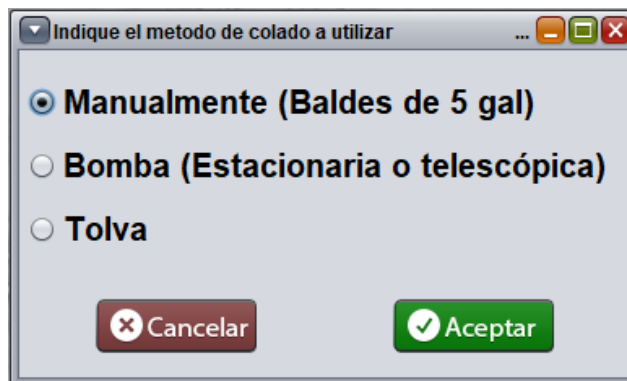 Indique el metodo de colado a utilizar ...
Manualmente (Baldes de 5 gal)
Bomba (Estacionaria o telescópica)
Tolva
Cancelar Aceptar